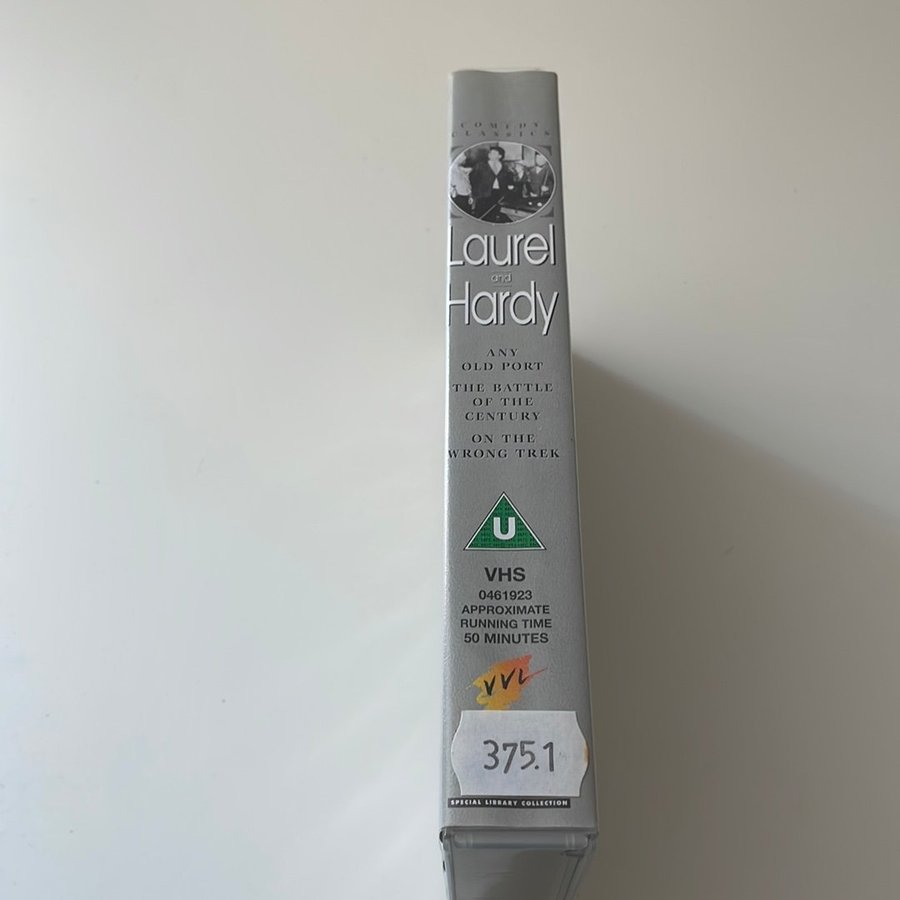 COMEDY
CLASSICS
Laurel
and
Hardy
ANY
OLD PORT
THE BATTLE
OF THE
CENTURY
ON THE
WRONG TREK
U
VHS
0461923
APPROXIMATE
RUNNING TIME
50 MINUTES
VVL
375.1
SPECIAL LIBRARY COLLECTION